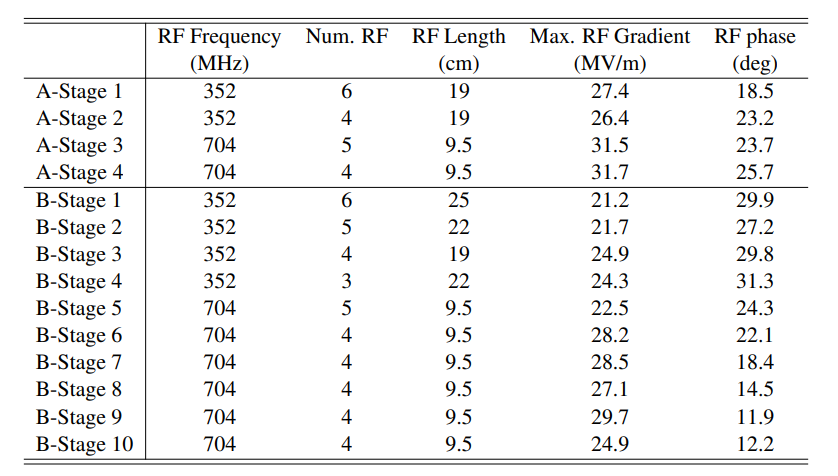 RF Frequency Num. RF RF Length Max. RF Gradient RF phase
(MHz) (cm) (MV/m) (deg)
A-Stage 1 352 6 19 27.4 18.5
A-Stage 2 352 4 19 26.4 23.2
A-Stage 3 704 5 9.5 31.5 23.7
A-Stage 4 704 4 9.5 31.7 25.7
B-Stage 1 352 6 25 21.2 29.9
B-Stage 2 352 5 22 21.7 27.2
B-Stage 3 352 4 19 24.9 29.8
B-Stage 4 352 3 22 24.3 31.3
B-Stage 5 704 5 9.5 22.5 24.3
B-Stage 6 704 4 9.5 28.2 22.1
B-Stage 7 704 4 9.5 28.5 18.4
B-Stage 8 704 4 9.5 27.1 14.5
B-Stage 9 704 4 9.5 29.7 11.9
B-Stage 10 704 4 9.5 24.9 12.2